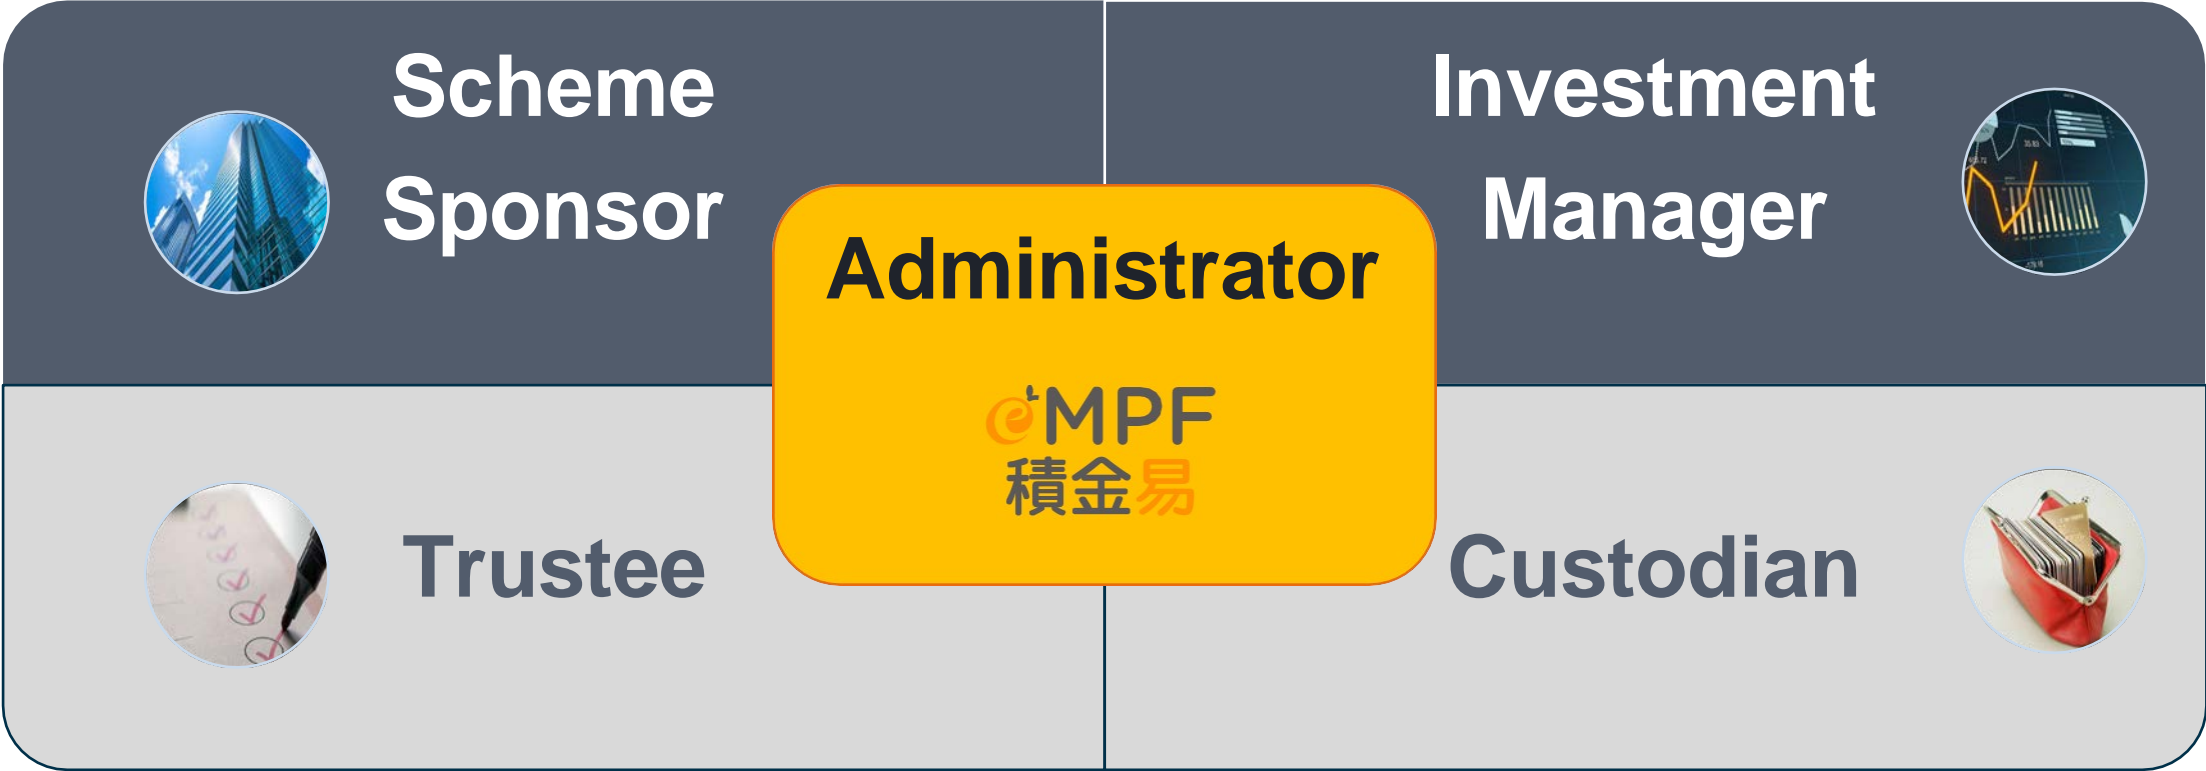 Scheme
Sponsor
Investment
Manager
Administrator
eMPF
積金易
Trustee
Custodian